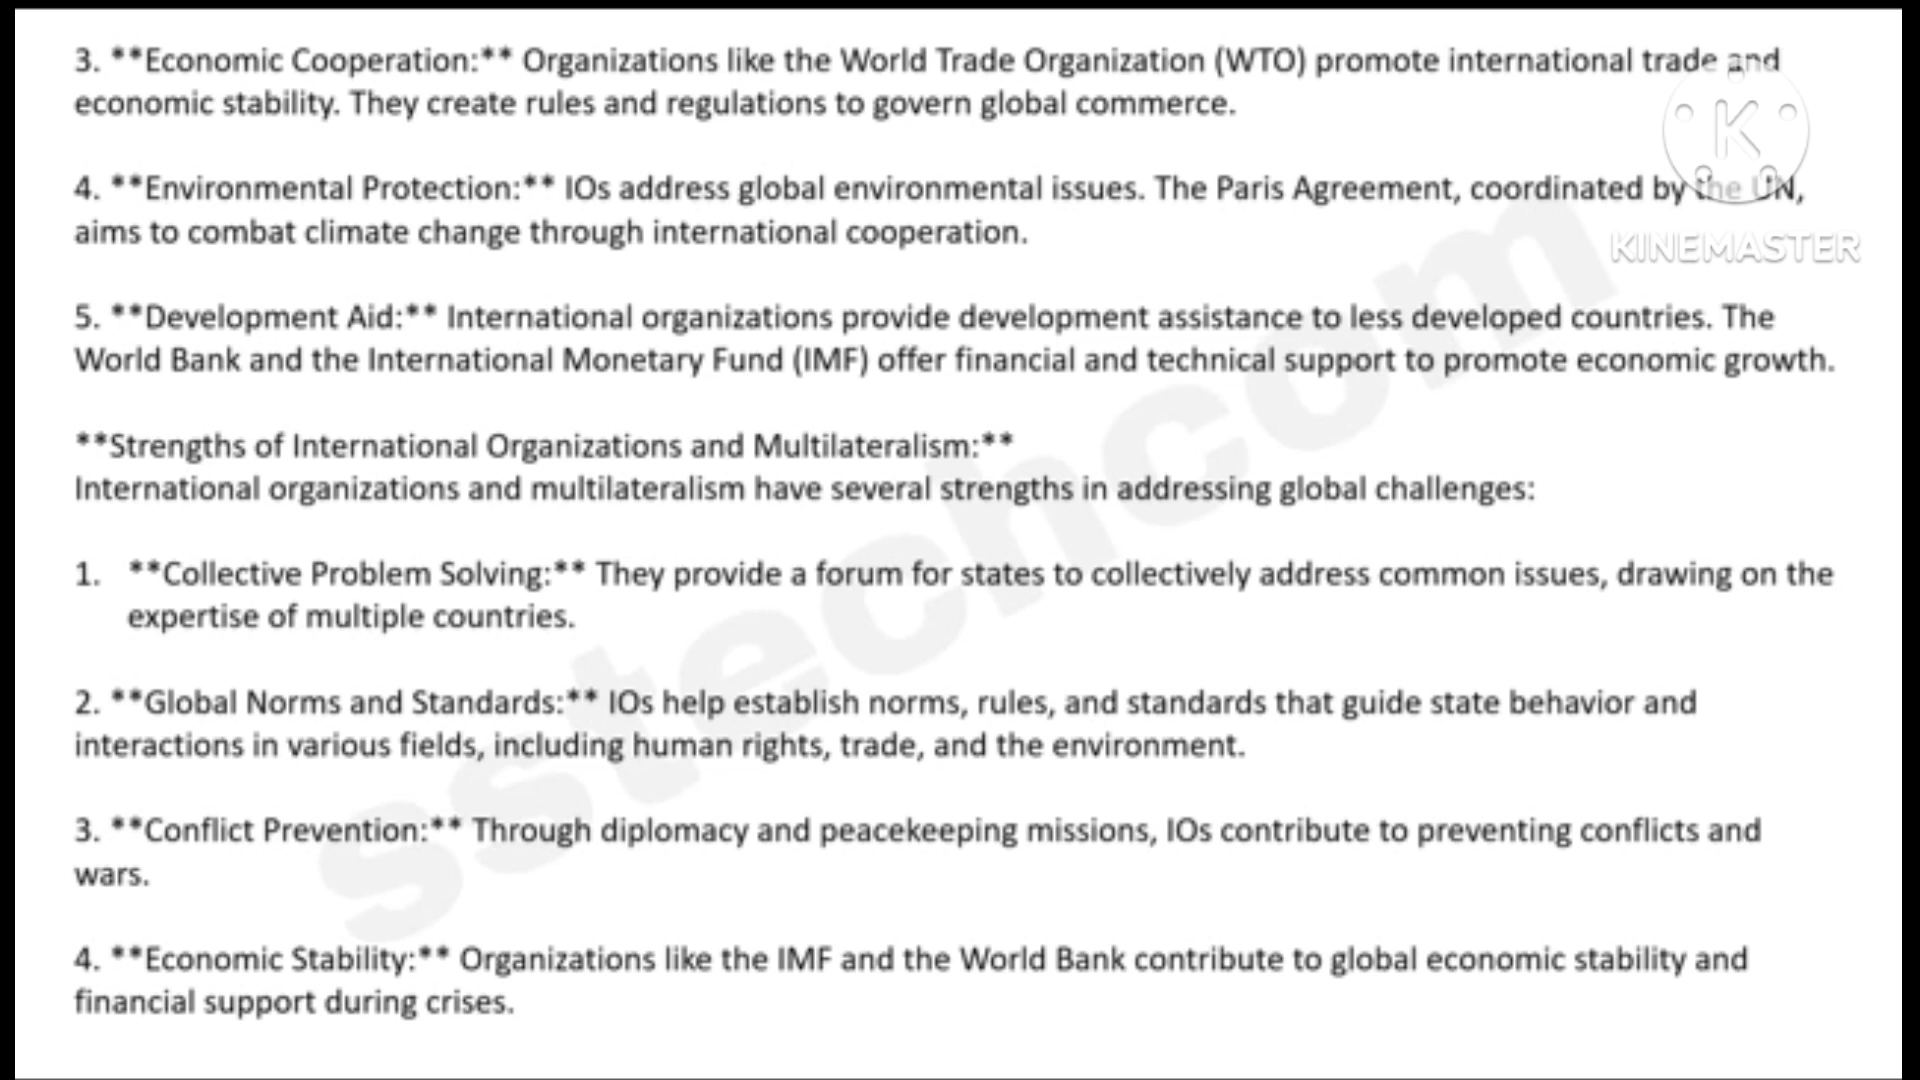 3. **Economic Cooperation:** Organizations like the World Trade Organization (WTO) promote international trade and
economic stability. They create rules and regulations to govern global commerce.
4. **Environmental Protection:** IOs address global environmental issues. The Paris Agreement, coordinated by the UN,
aims to combat climate change through international cooperation.
K
KINEMASTER
5. **Development Aid:** International organizations provide development assistance to less developed countries. The
World Bank and the International Monetary Fund (IMF) offer financial and technical support to promote economic growth.
**Strengths of International Organizations and Multilateralism:**
International organizations and multilateralism have several strengths in addressing global challenges:
1. **Collective Problem Solving:** They provide a forum for states to collectively address common issues, drawing on the
expertise of multiple countries.
2. **Global Norms and Standards:** IOs help establish norms, rules, and standards that guide state behavior and
interactions in various fields, including human rights, trade, and the environment.
3. **Conflict Prevention:** Through diplomacy and peacekeeping missions, IOs contribute to preventing conflicts and
wars.
4. **Economic Stability:** Organizations like the IMF and the World Bank contribute to global economic stability and
financial support during crises.
sstechcom